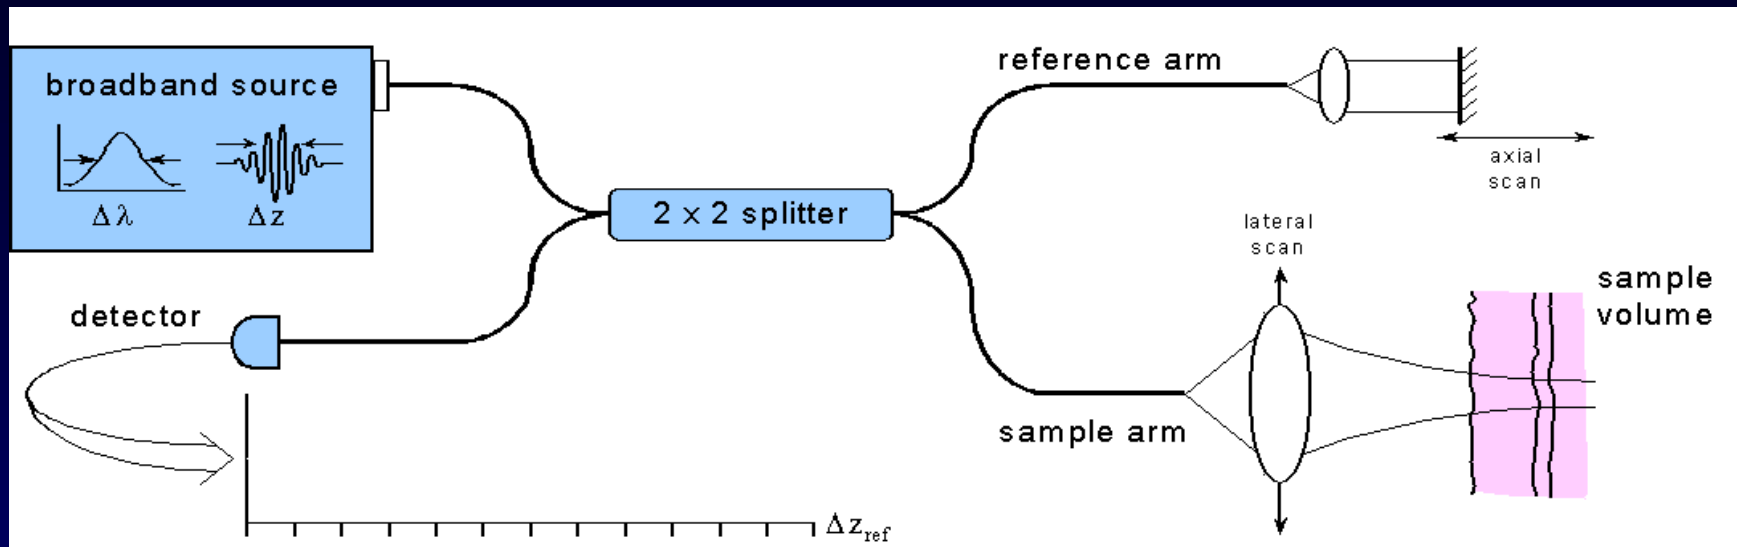 broadband source
Δλ
Δz
detector
2 × 2 splitter
reference arm
axial
scan
lateral
scan
sample
volume
sample arm
Δz_ref